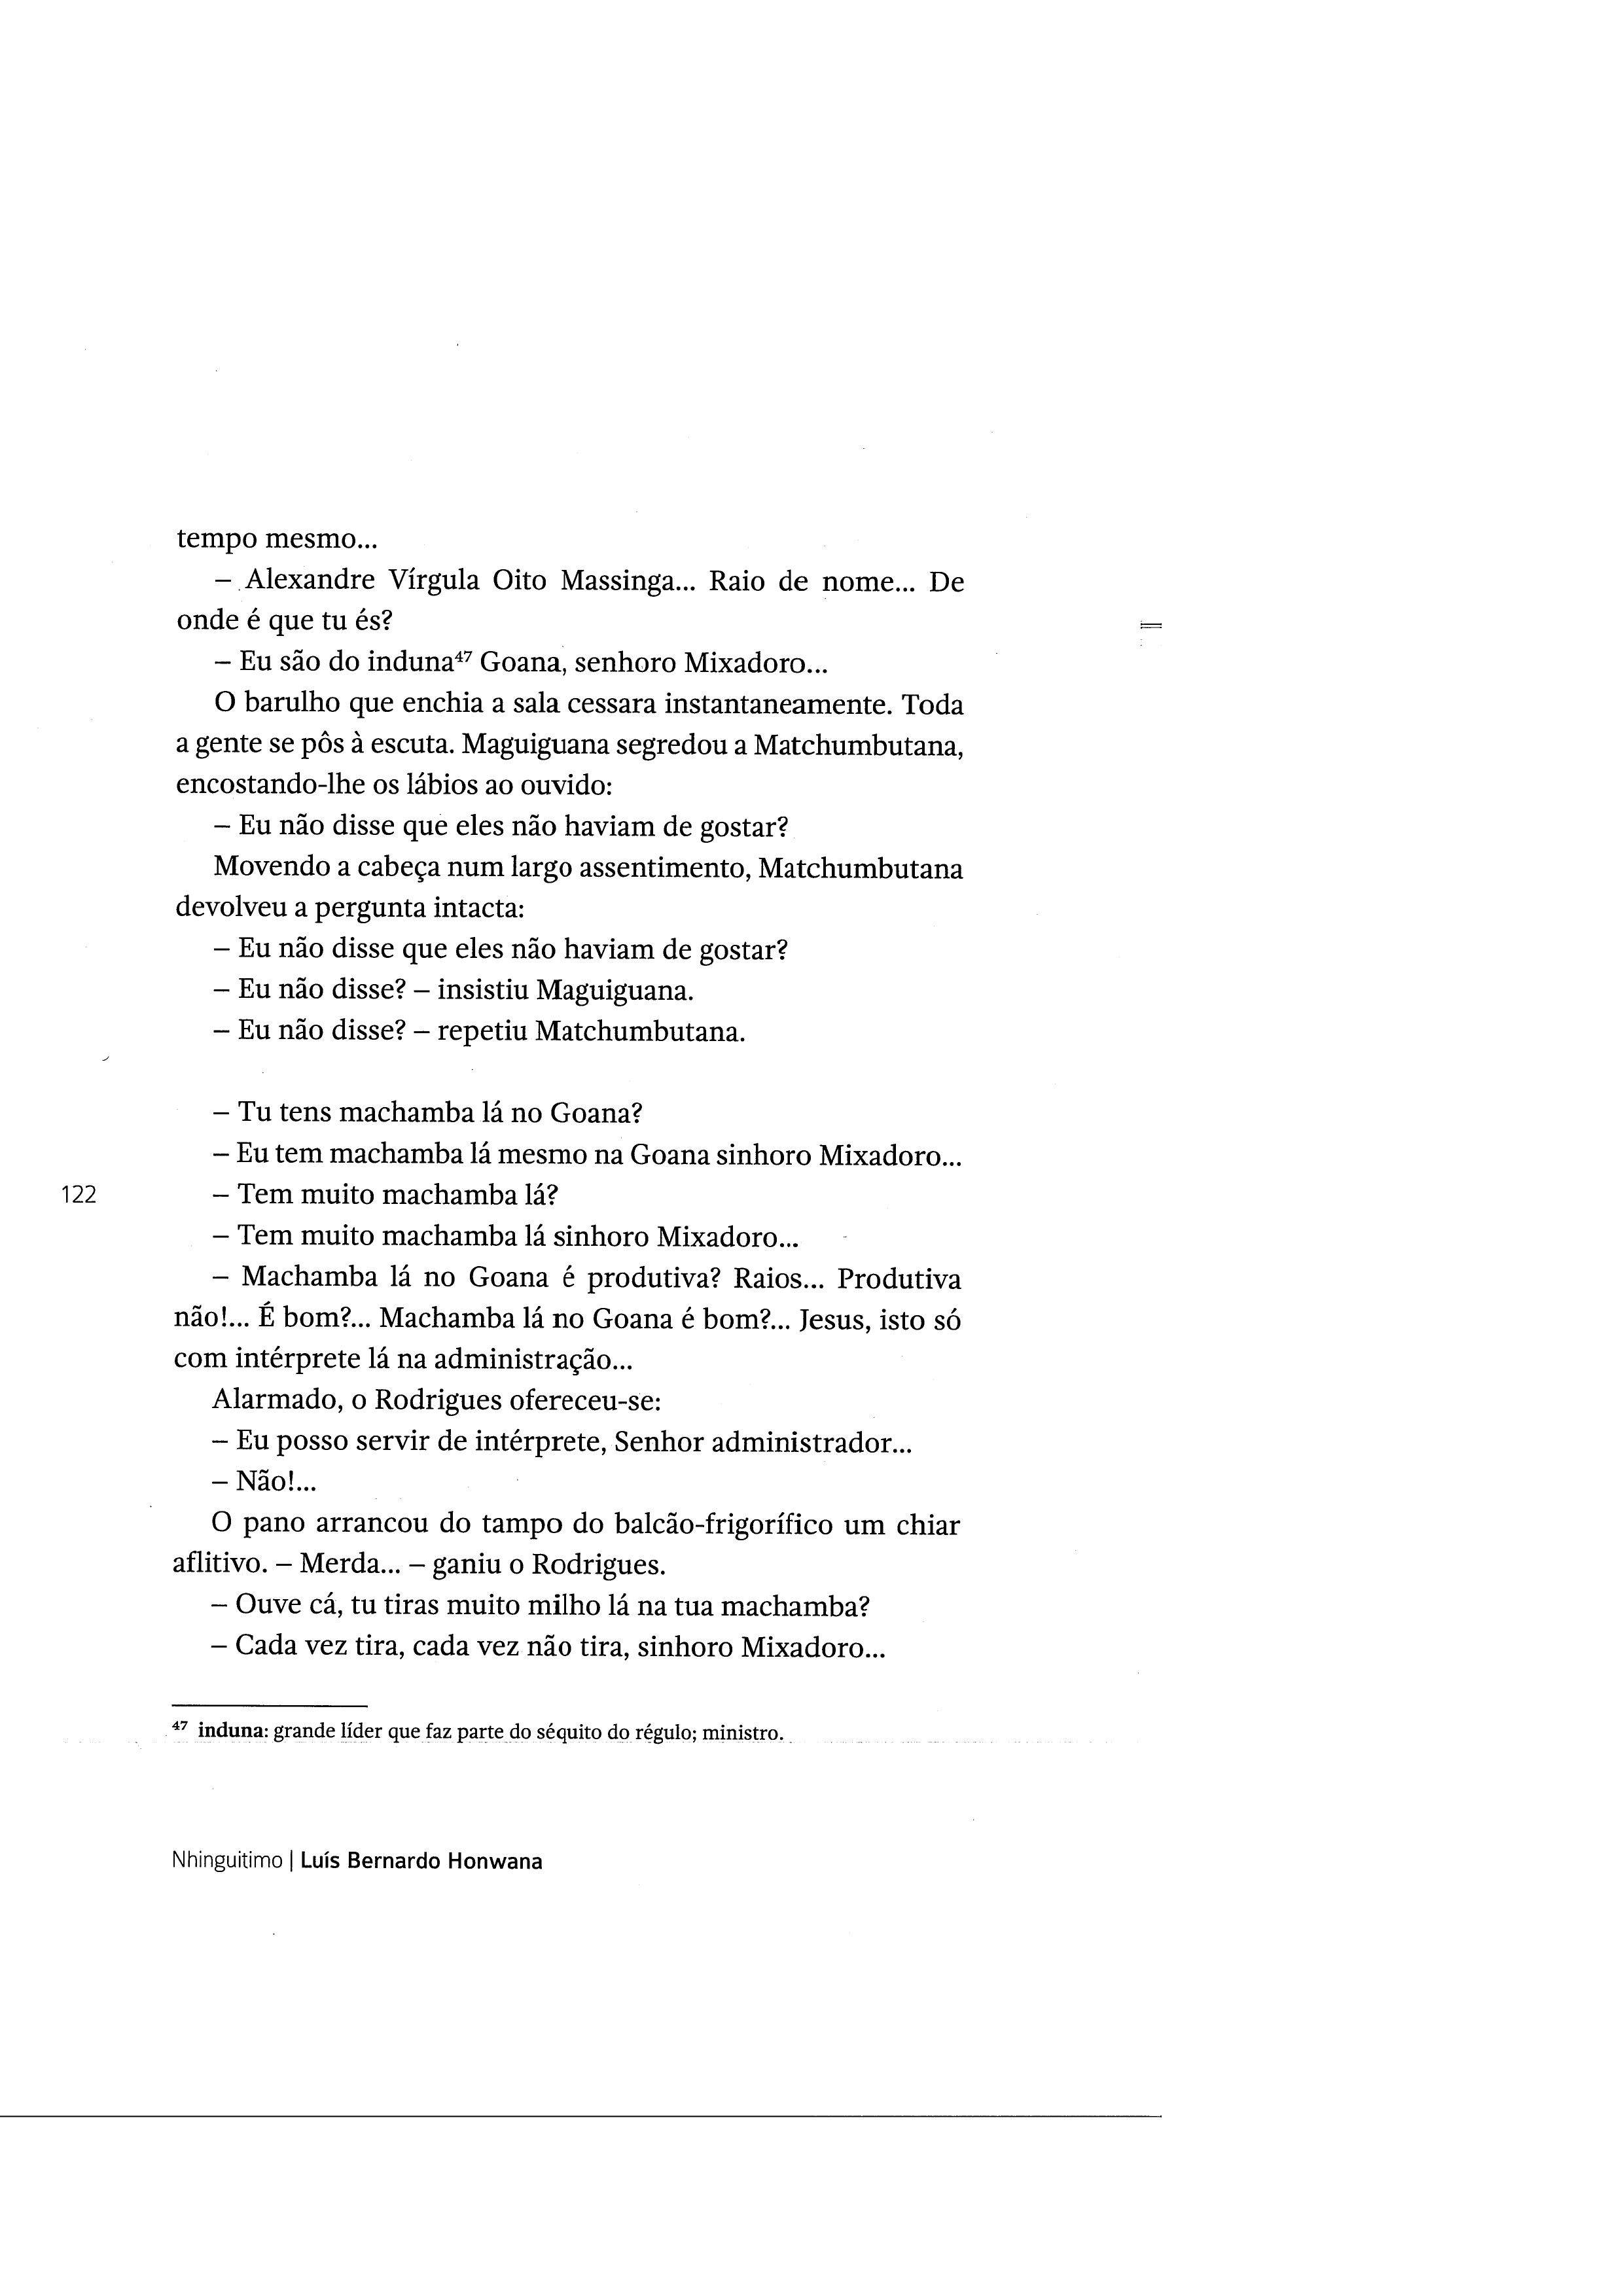 tempo mesmo...
– Alexandre Vírgula Oito Massinga... Raio de nome... De
onde é que tu és?
– Eu são do induna⁴⁷ Goana, senhoro Mixadoro...
O barulho que enchia a sala cessara instantaneamente. Toda
a gente se pôs à escuta. Maguiguana segredou a Matchumbutana,
encostando-lhe os lábios ao ouvido:
– Eu não disse que eles não haviam de gostar?
Movendo a cabeça num largo assentimento, Matchumbutana
devolveu a pergunta intacta:
– Eu não disse que eles não haviam de gostar?
– Eu não disse? – insistiu Maguiguana.
– Eu não disse? – repetiu Matchumbutana.
– Tu tens machamba lá no Goana?
– Eu tem machamba lá mesmo na Goana sinhoro Mixadoro...
122
– Tem muito machamba lá?
– Tem muito machamba lá sinhoro Mixadoro...
– Machamba lá no Goana é produtiva? Raios... Produtiva
não!... É bom?... Machamba lá no Goana é bom?... Jesus, isto só
com intérprete lá na administração...
Alarmado, o Rodrigues ofereceu-se:
– Eu posso servir de intérprete, Senhor administrador...
– Não!...
O pano arrancou do tampo do balcão-frigorífico um chiar
aflitivo. – Merda... – ganiu o Rodrigues.
– Ouve cá, tu tiras muito milho lá na tua machamba?
– Cada vez tira, cada vez não tira, sinhoro Mixadoro...
⁴⁷ induna: grande líder que faz parte do séquito do régulo; ministro.
Nhinguitimo | Luís Bernardo Honwana